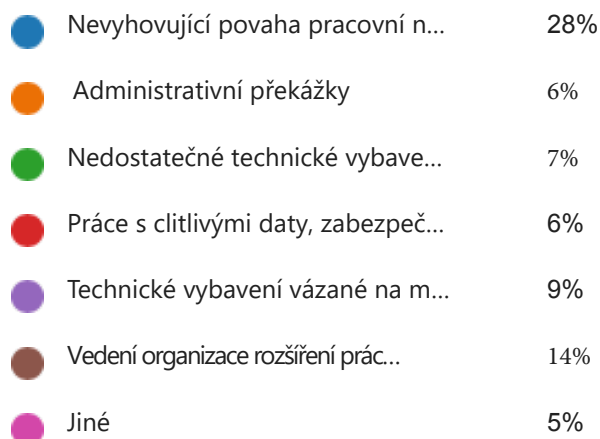 Nevyhovující povaha pracovní n... 28%
Administrativní překážky 6%
Nedostatečné technické vybave... 7%
Práce s clitlivými daty, zabezpeč... 6%
Technické vybavení vázané na m... 9%
Vedení organizace rozšíření prác... 14%
Jiné 5%